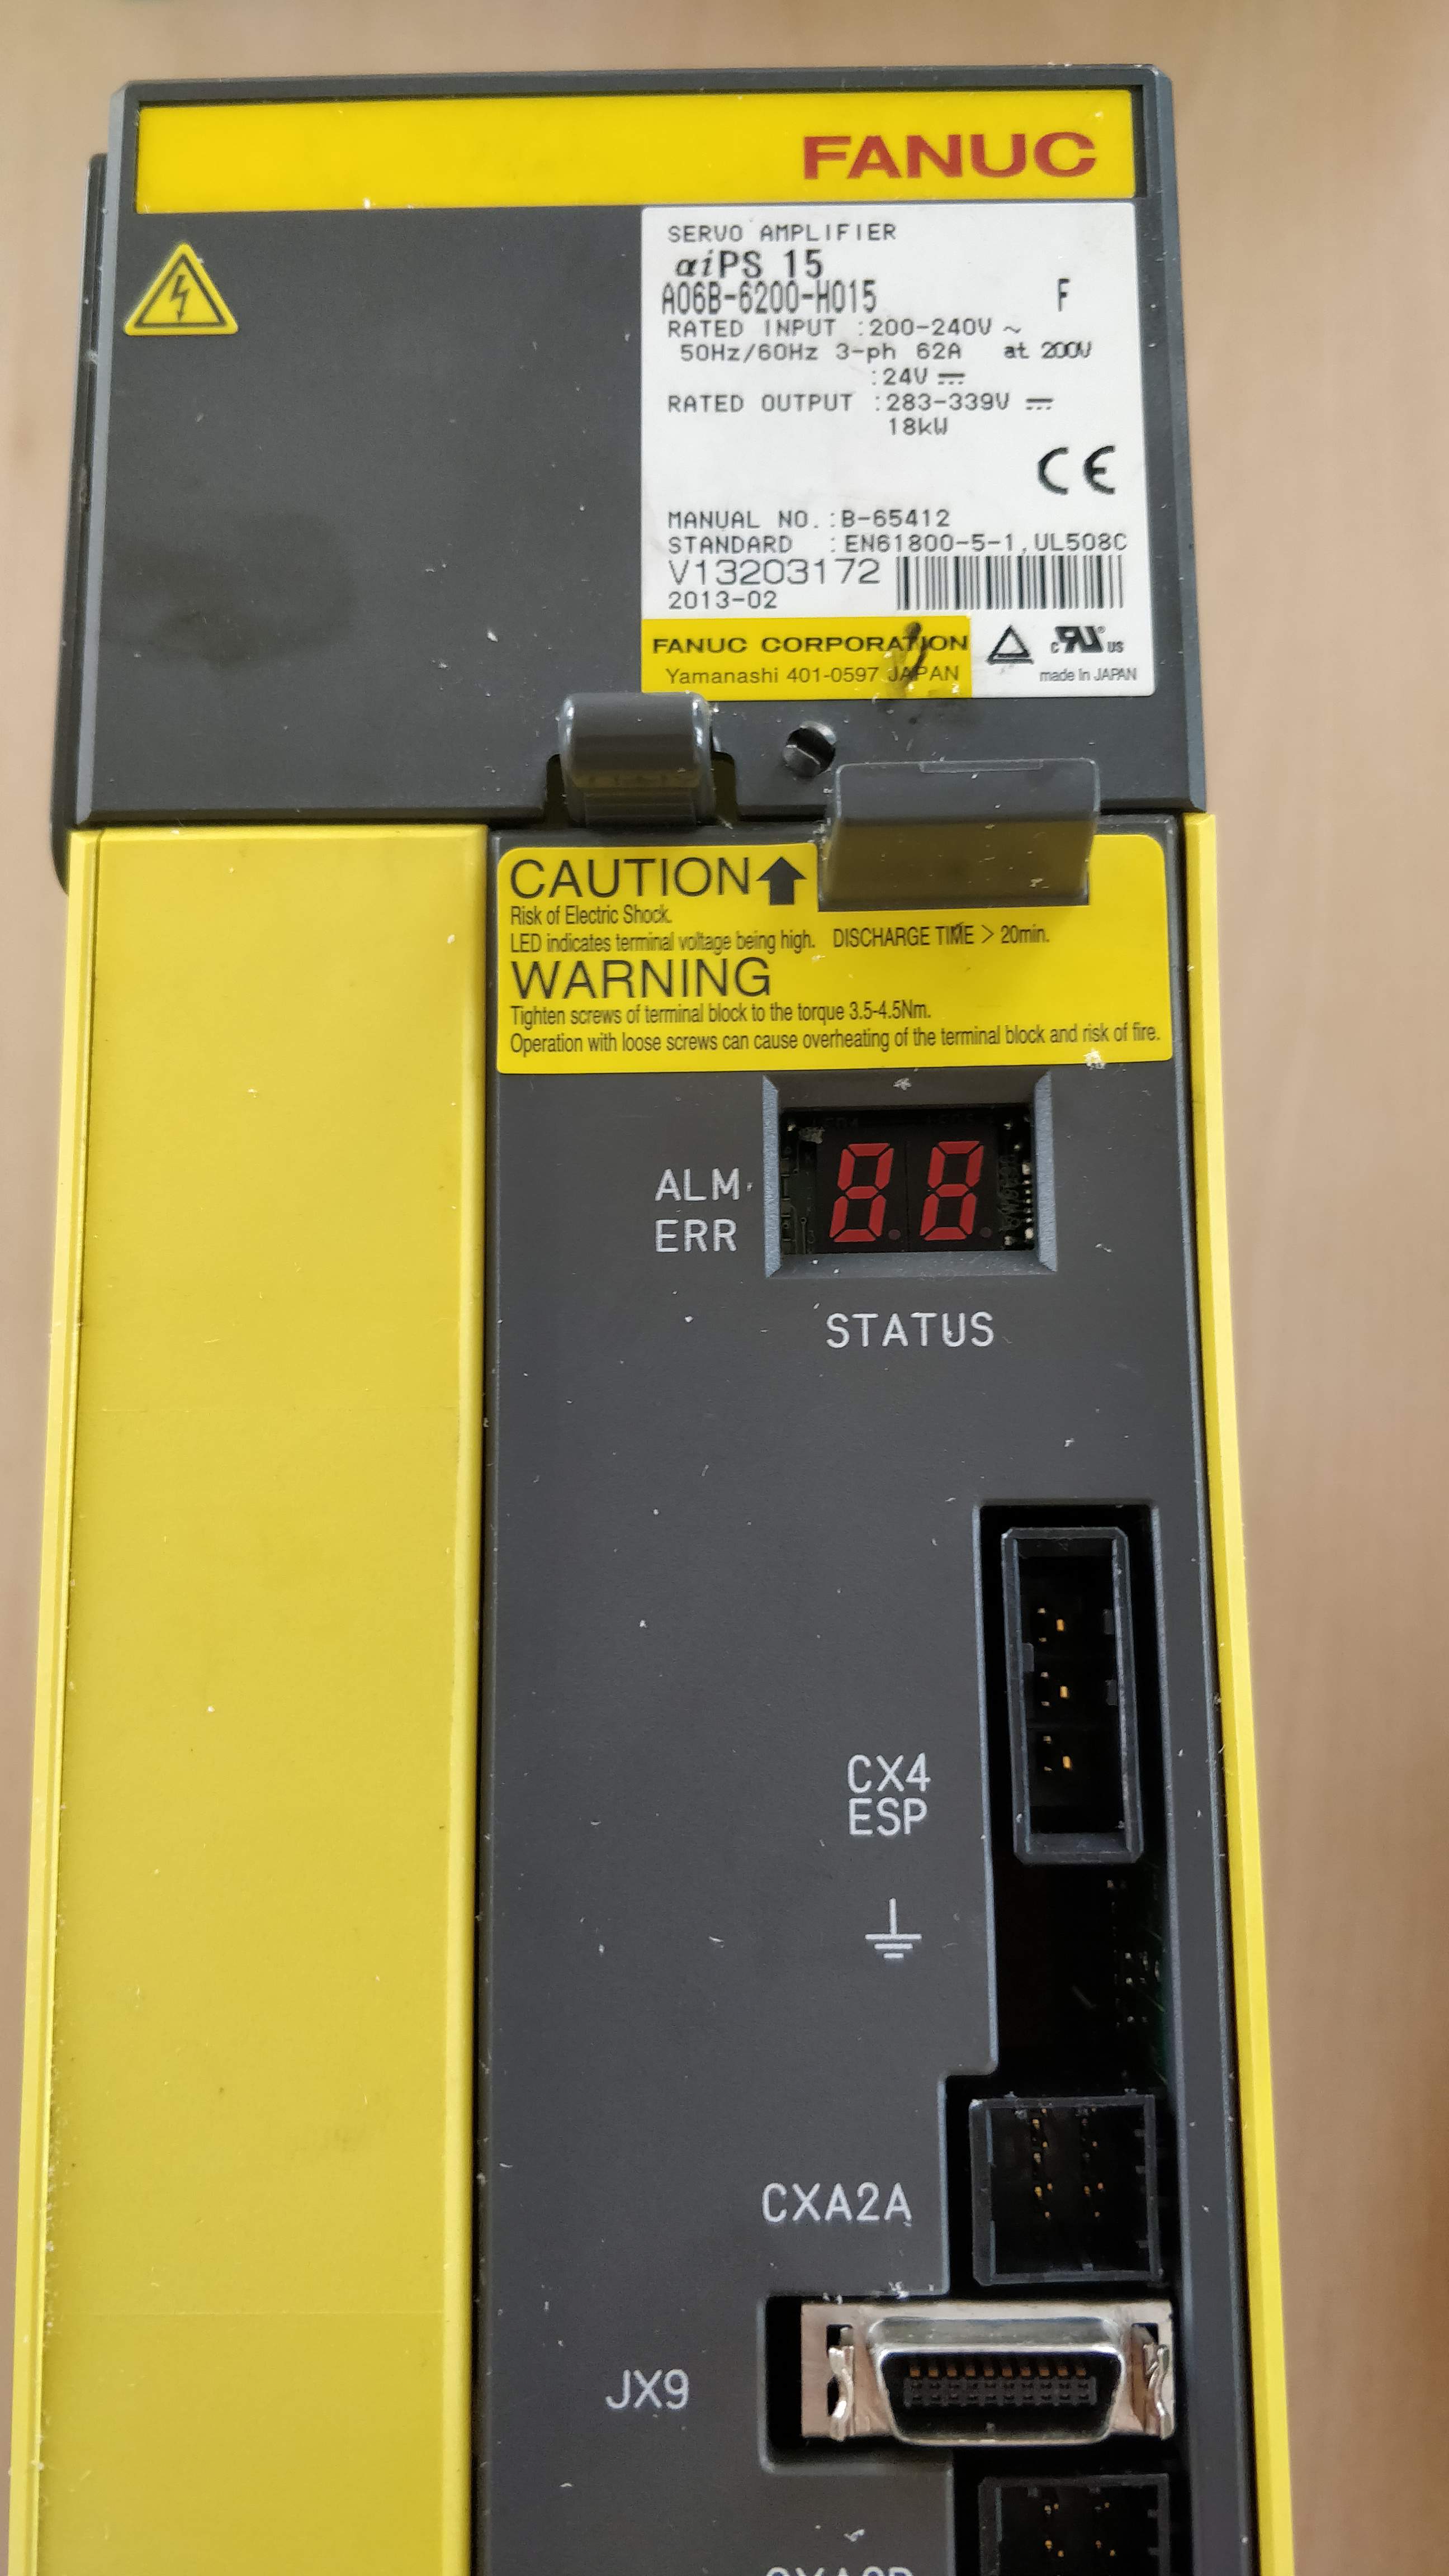 FANUC
SERVO AMPLIFIER
αiPS 15
A06B-6200-H015 F
RATED INPUT :200-240V ~
50Hz/60Hz 3-ph 62A at 200V
:24V ⎓
RATED OUTPUT :283-339V ⎓
18kW
CE
MANUAL NO.:B-65412
STANDARD :EN61800-5-1,UL508C
V13203172
2013-02
FANUC CORPORATION
Yamanashi 401-0597 JAPAN
c RU® US
made in JAPAN
CAUTION
Risk of Electric Shock.
LED indicates terminal voltage being high. DISCHARGE TIME > 20min.
WARNING
Tighten screws of terminal block to the torque 3.5-4.5Nm.
Operation with loose screws can cause overheating of the terminal block and risk of fire.
ALM
ERR
88
STATUS
CX4
ESP
CXA2A
JX9